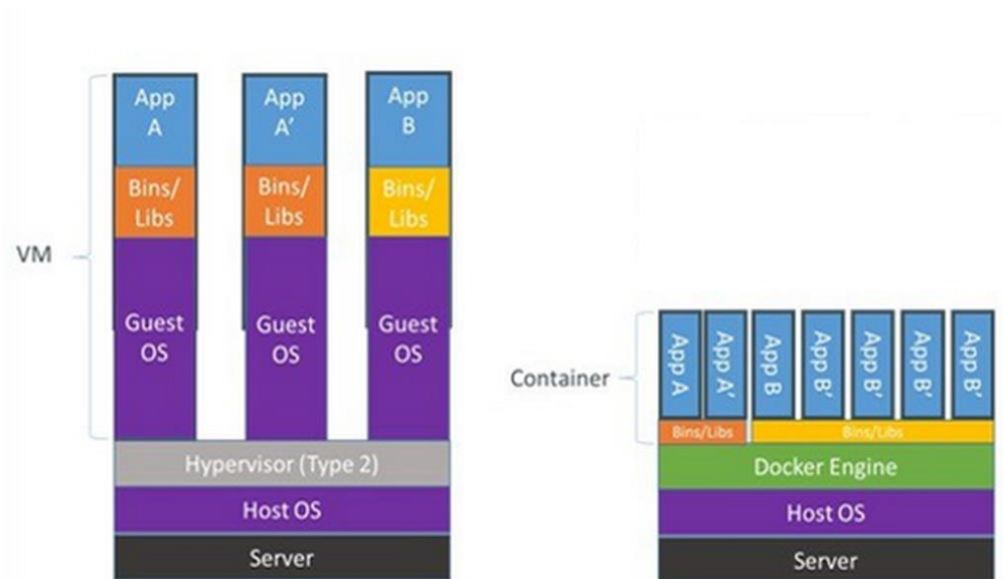 App
A
App
A'
App
B
Bins/
Libs
Bins/
Libs
Bins/
Libs
VM
Guest
OS
Guest
OS
Guest
OS
Hypervisor (Type 2)
Host OS
Server
Container
App A
App A'
App B
App B'
App B'
App B'
App B'
Bins/Libs
Bins/Libs
Docker Engine
Host OS
Server